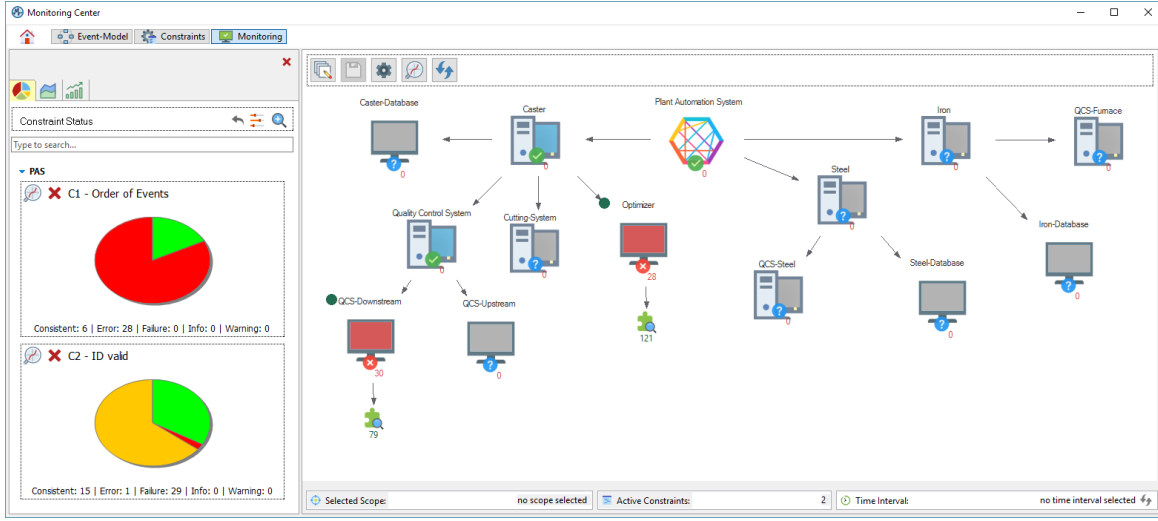 Monitoring Center
Event-Model
Constraints
Monitoring
Constraint Status
Type to search...
PAS
C1 - Order of Events
Consistent: 6 | Error: 28 | Failure: 0 | Info: 0 | Warning: 0
C2 - ID valid
Consistent: 15 | Error: 1 | Failure: 29 | Info: 0 | Warning: 0
Caster-Database
?
0
Caster
0
Plant Automation System
0
Iron
?
0
QCS-Furnace
?
0
Steel
?
0
Quality Control System
0
Cutting-System
?
0
Optimizer
28
121
Iron-Database
?
0
QCS-Steel
?
0
Steel-Database
?
0
QCS-Downstream
30
79
QCS-Upstream
?
0
Selected Scope:
no scope selected
Active Constraints:
2
Time Interval:
no time interval selected